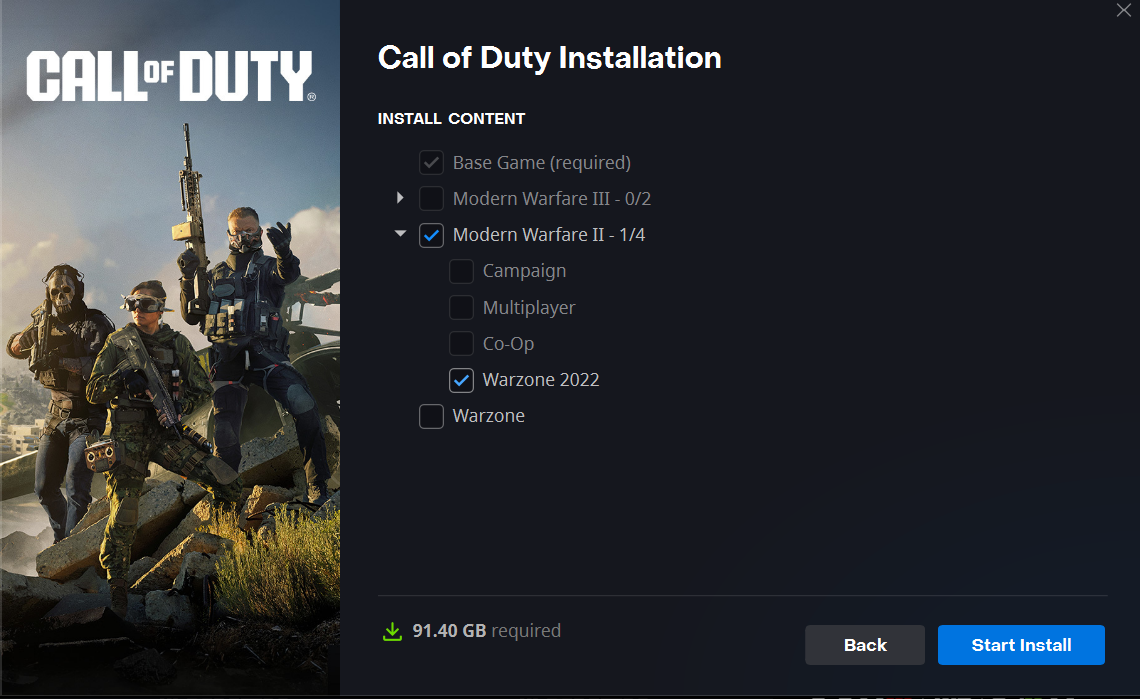 CALL OF DUTY®
Call of Duty Installation
INSTALL CONTENT
Base Game (required)
Modern Warfare III - 0/2
Modern Warfare II - 1/4
Campaign
Multiplayer
Co-Op
Warzone 2022
Warzone
91.40 GB required
Back
Start Install